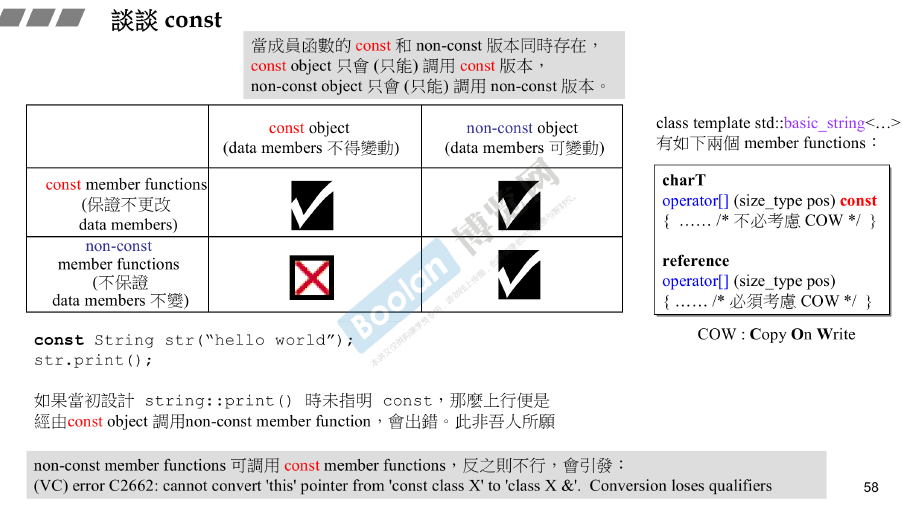 談談 const
當成員函數的 const 和 non-const 版本同時存在，
const object 只會 (只能) 調用 const 版本，
non-const object 只會 (只能) 調用 non-const 版本。
const object
(data members 不得變動)
non-const object
(data members 可變動)
const member functions
(保證不更改
data members)
non-const
member functions
(不保證
data members 不變)
class template std::basic_string<…>
有如下兩個 member functions：
charT
operator[] (size_type pos) const
{ …… /* 不必考慮 COW */ }
reference
operator[] (size_type pos)
{ …… /* 必須考慮 COW */ }
COW : Copy On Write
const String str(“hello world”);
str.print();
如果當初設計 string::print() 時未指明 const，那麼上行便是
經由const object 調用non-const member function，會出錯。此非吾人所願
non-const member functions 可調用 const member functions，反之則不行，會引發：
(VC) error C2662: cannot convert 'this' pointer from 'const class X' to 'class X &'. Conversion loses qualifiers
58
Boolan
博览网